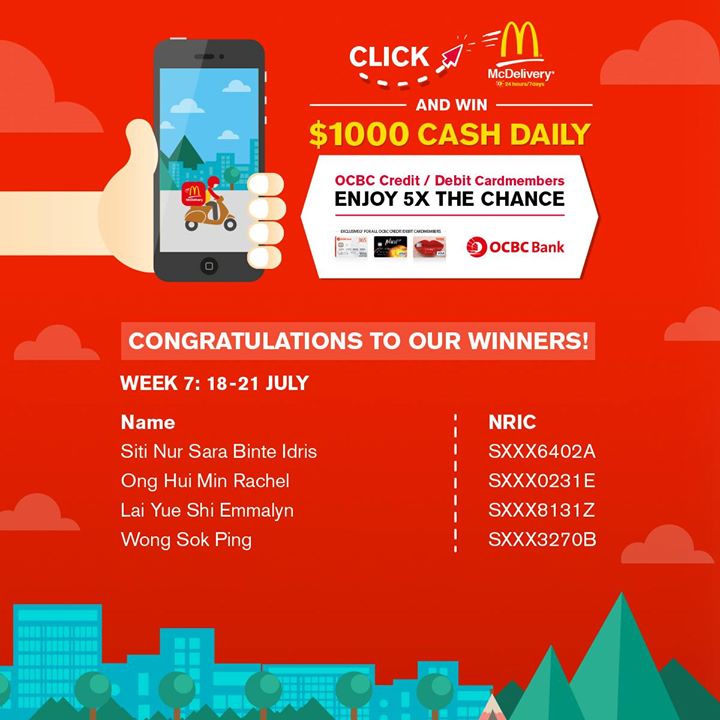 CLICK
McDelivery
24 hours/7days
AND WIN
$1000 CASH DAILY
OCBC Credit / Debit Cardmembers
ENJOY 5X THE CHANCE
EXCLUSIVELY FOR ALL OCBC CREDIT/DEBIT CARDMEMBERS
OCBC Bank
McDelivery
CONGRATULATIONS TO OUR WINNERS!
WEEK 7: 18-21 JULY
Name NRIC
Siti Nur Sara Binte Idris SXXX6402A
Ong Hui Min Rachel SXXX0231E
Lai Yue Shi Emmalyn SXXX8131Z
Wong Sok Ping SXXX3270B